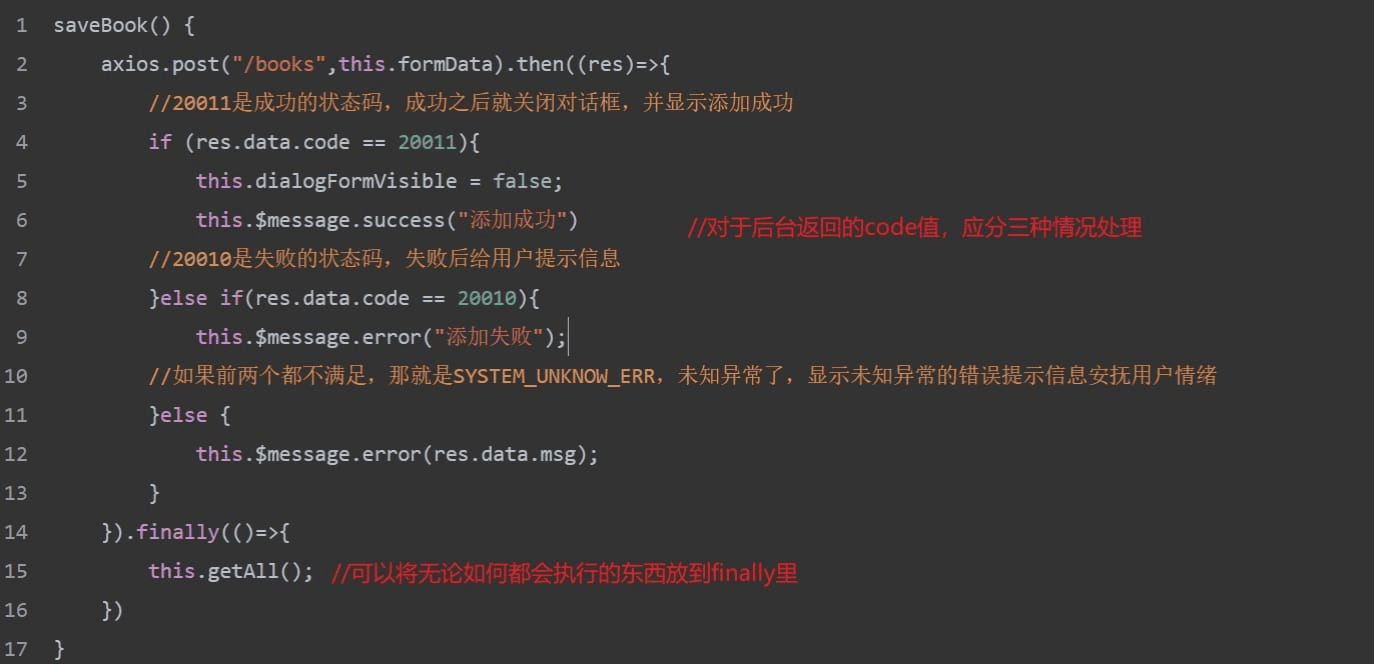 1 saveBook() {
2 axios.post("/books",this.formData).then((res)=>{
3 //20011是成功的状态码，成功之后就关闭对话框，并显示添加成功
4 if (res.data.code == 20011){
5 this.dialogFormVisible = false;
6 this.$message.success("添加成功") //对于后台返回的code值，应分三种情况处理
7 //20010是失败的状态码，失败后给用户提示信息
8 }else if(res.data.code == 20010){
9 this.$message.error("添加失败");
10 //如果前两个都不满足，那就是SYSTEM_UNKNOW_ERR，未知异常了，显示未知异常的错误提示信息安抚用户情绪
11 }else {
12 this.$message.error(res.data.msg);
13 }
14 }).finally(()=>{
15 this.getAll(); //可以将无论如何都会执行的东西放到finally里
16 })
17 }